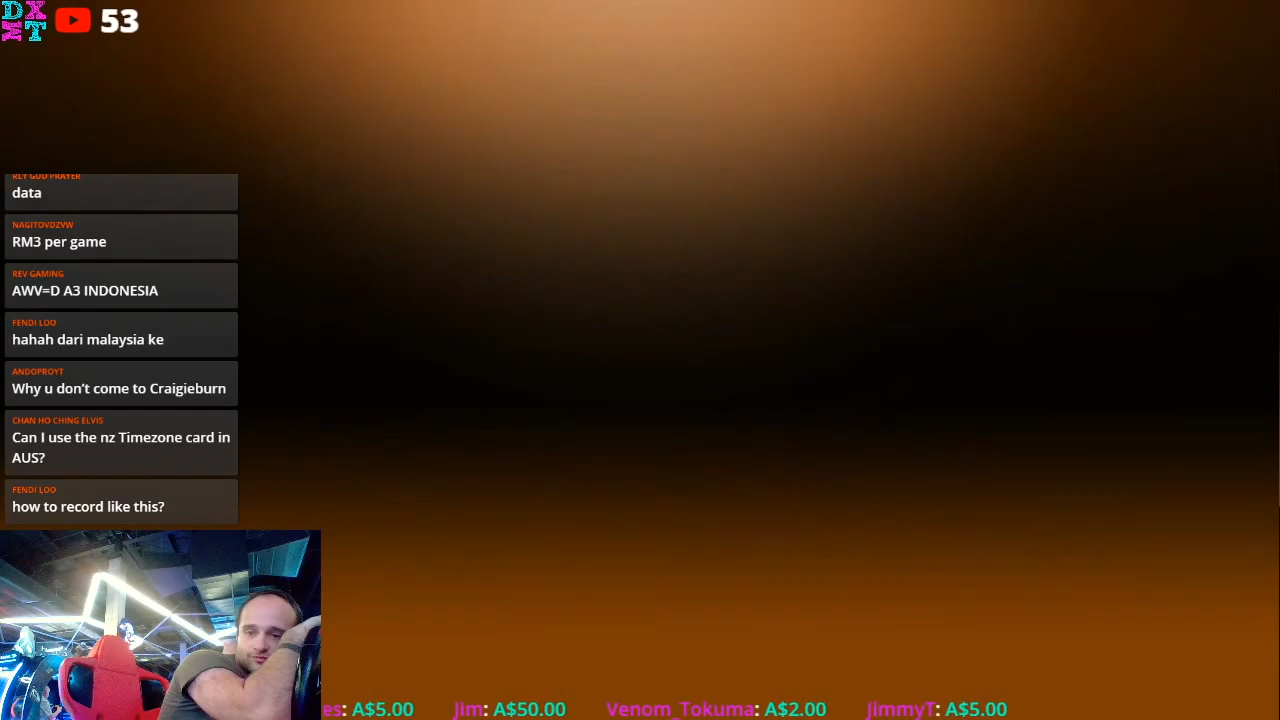 D X
M T
53
RLY GUD PRAYER
data
NAGITOVDZVW
RM3 per game
REV GAMING
AWV=D A3 INDONESIA
FENDI LOO
hahah dari malaysia ke
ANDOPROYT
Why u don't come to Craigieburn
CHAN HO CHING ELVIS
Can I use the nz Timezone card in
AUS?
FENDI LOO
how to record like this?
es: A$5.00 Jim: A$50.00 Venom_Tokuma: A$2.00 JimmyT: A$5.00